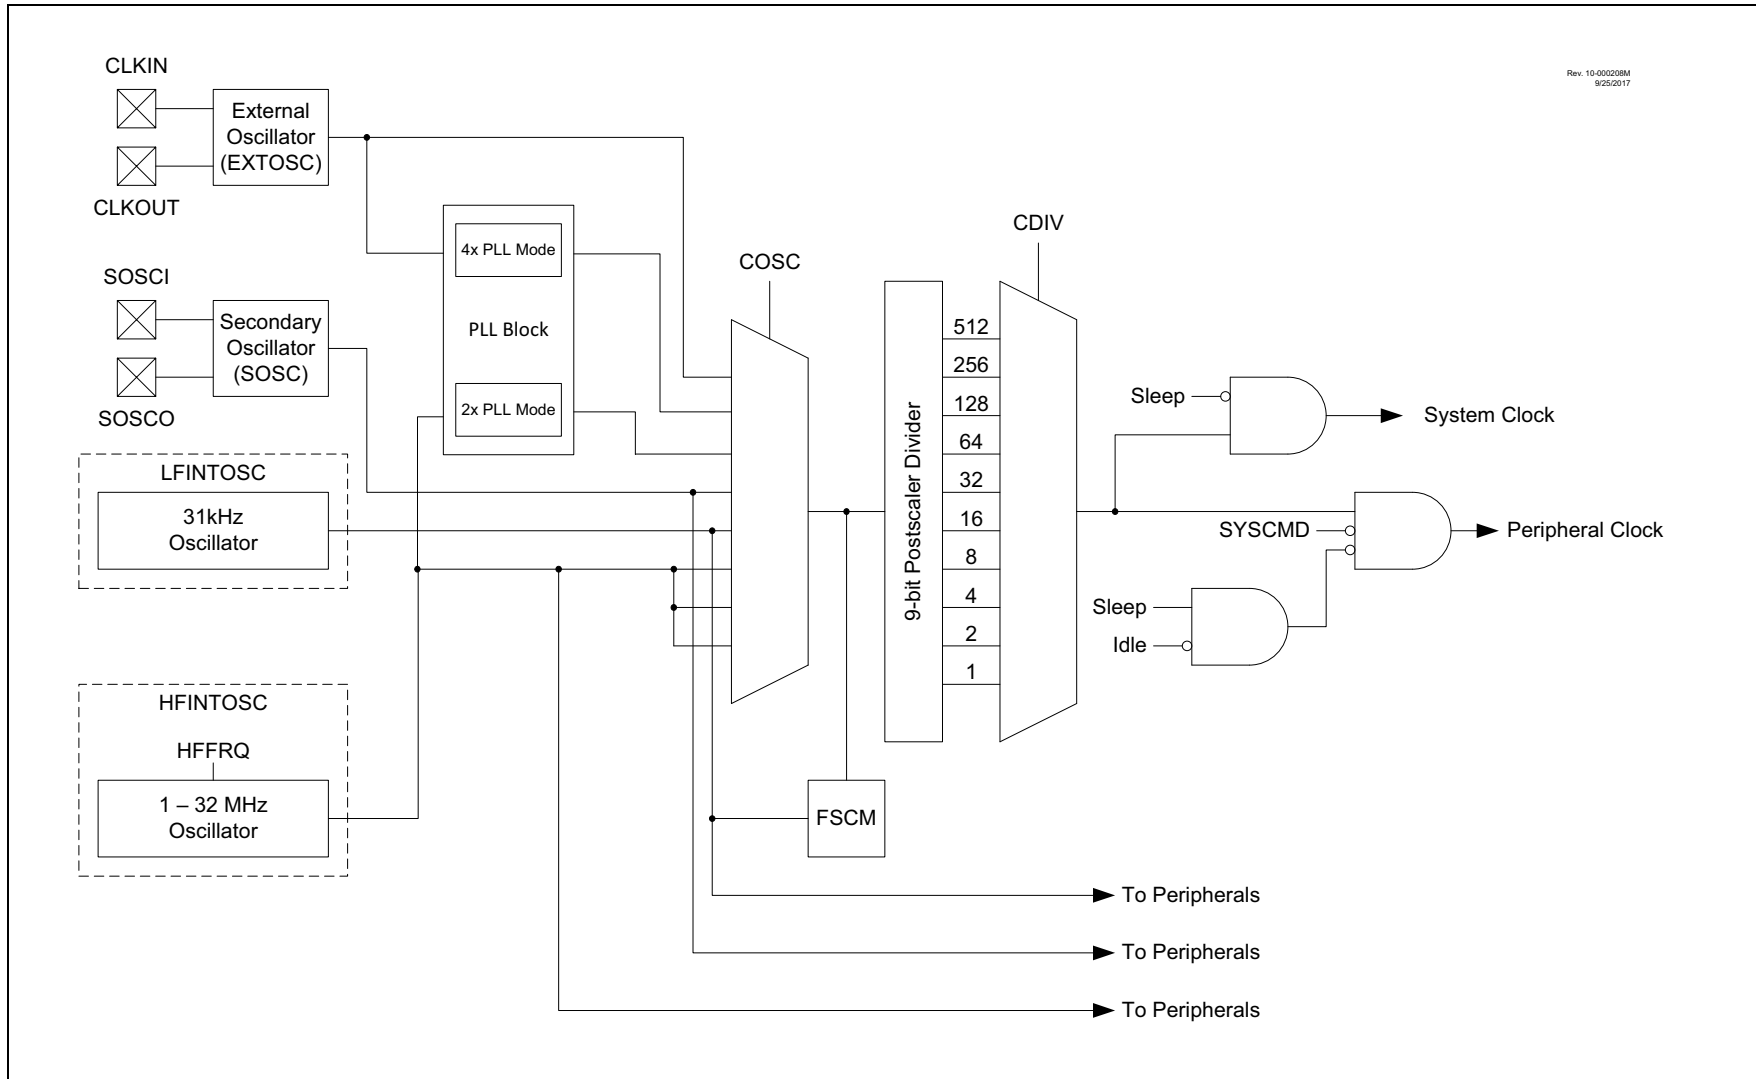 Rev. 10-000208M
9/25/2017
CLKIN
External
Oscillator
(EXTOSC)
CLKOUT
SOSCI
Secondary
Oscillator
(SOSC)
SOSCO
4x PLL Mode
PLL Block
2x PLL Mode
LFINTOSC
31kHz
Oscillator
HFINTOSC
HFFRQ
1 – 32 MHz
Oscillator
COSC
FSCM
9-bit Postscaler Divider
512
256
128
64
32
16
8
4
2
1
CDIV
Sleep
System Clock
SYSCMD
Peripheral Clock
Sleep
Idle
To Peripherals
To Peripherals
To Peripherals